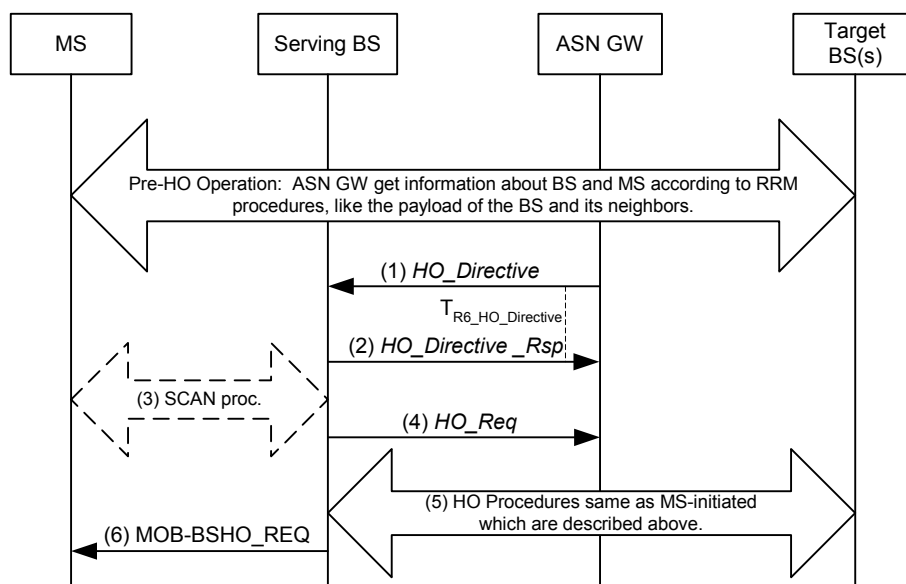 MS
Serving BS
ASN GW
Target
BS(s)
Pre-HO Operation: ASN GW get information about BS and MS according to RRM
procedures, like the payload of the BS and its neighbors.
(1) HO_Directive
T_R6_HO_Directive
(2) HO_Directive _Rsp
(3) SCAN proc.
(4) HO_Req
(5) HO Procedures same as MS-initiated
which are described above.
(6) MOB-BSHO_REQ